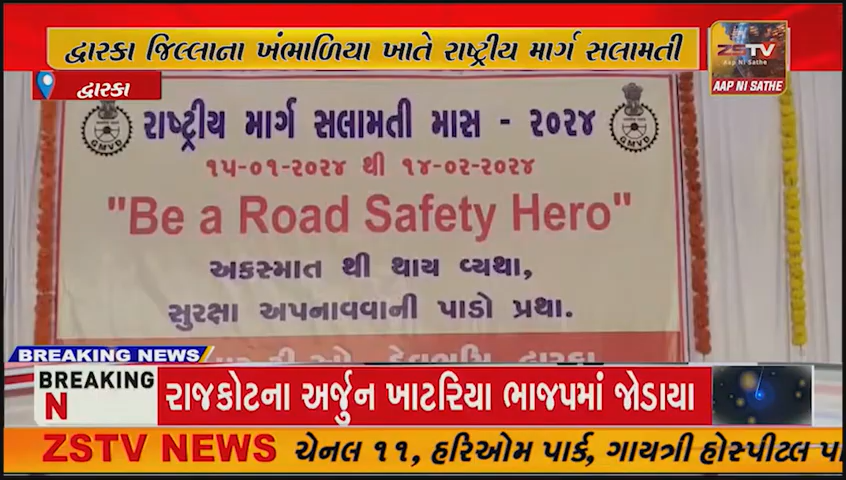 દ્વારકા જિલ્લાના ખંભાળિયા ખાતે રાષ્ટ્રીય માર્ગ સલામતી
ZSTV
Aap Ni Sathe
AAP NI SATHE
દ્વારકા
રાષ્ટ્રીય માર્ગ સલામતી માસ - ૨૦૨૪
GMVD
GMVD
૧૫-૦૧-૨૦૨૪ થી ૧૪-૦૨-૨૦૨૪
"Be a Road Safety Hero"
અકસ્માત થી થાય વ્યથા,
સુરક્ષા અપનાવવાની પાડો પ્રથા.
BREAKING NEWS
BREAKING
N
રાજકોટના અર્જુન ખાટરિયા ભાજપમાં જોડાયા
ZSTV NEWS ચેનલ ૧૧, હરિઓમ પાર્ક, ગાયત્રી હોસ્પીટલ પા